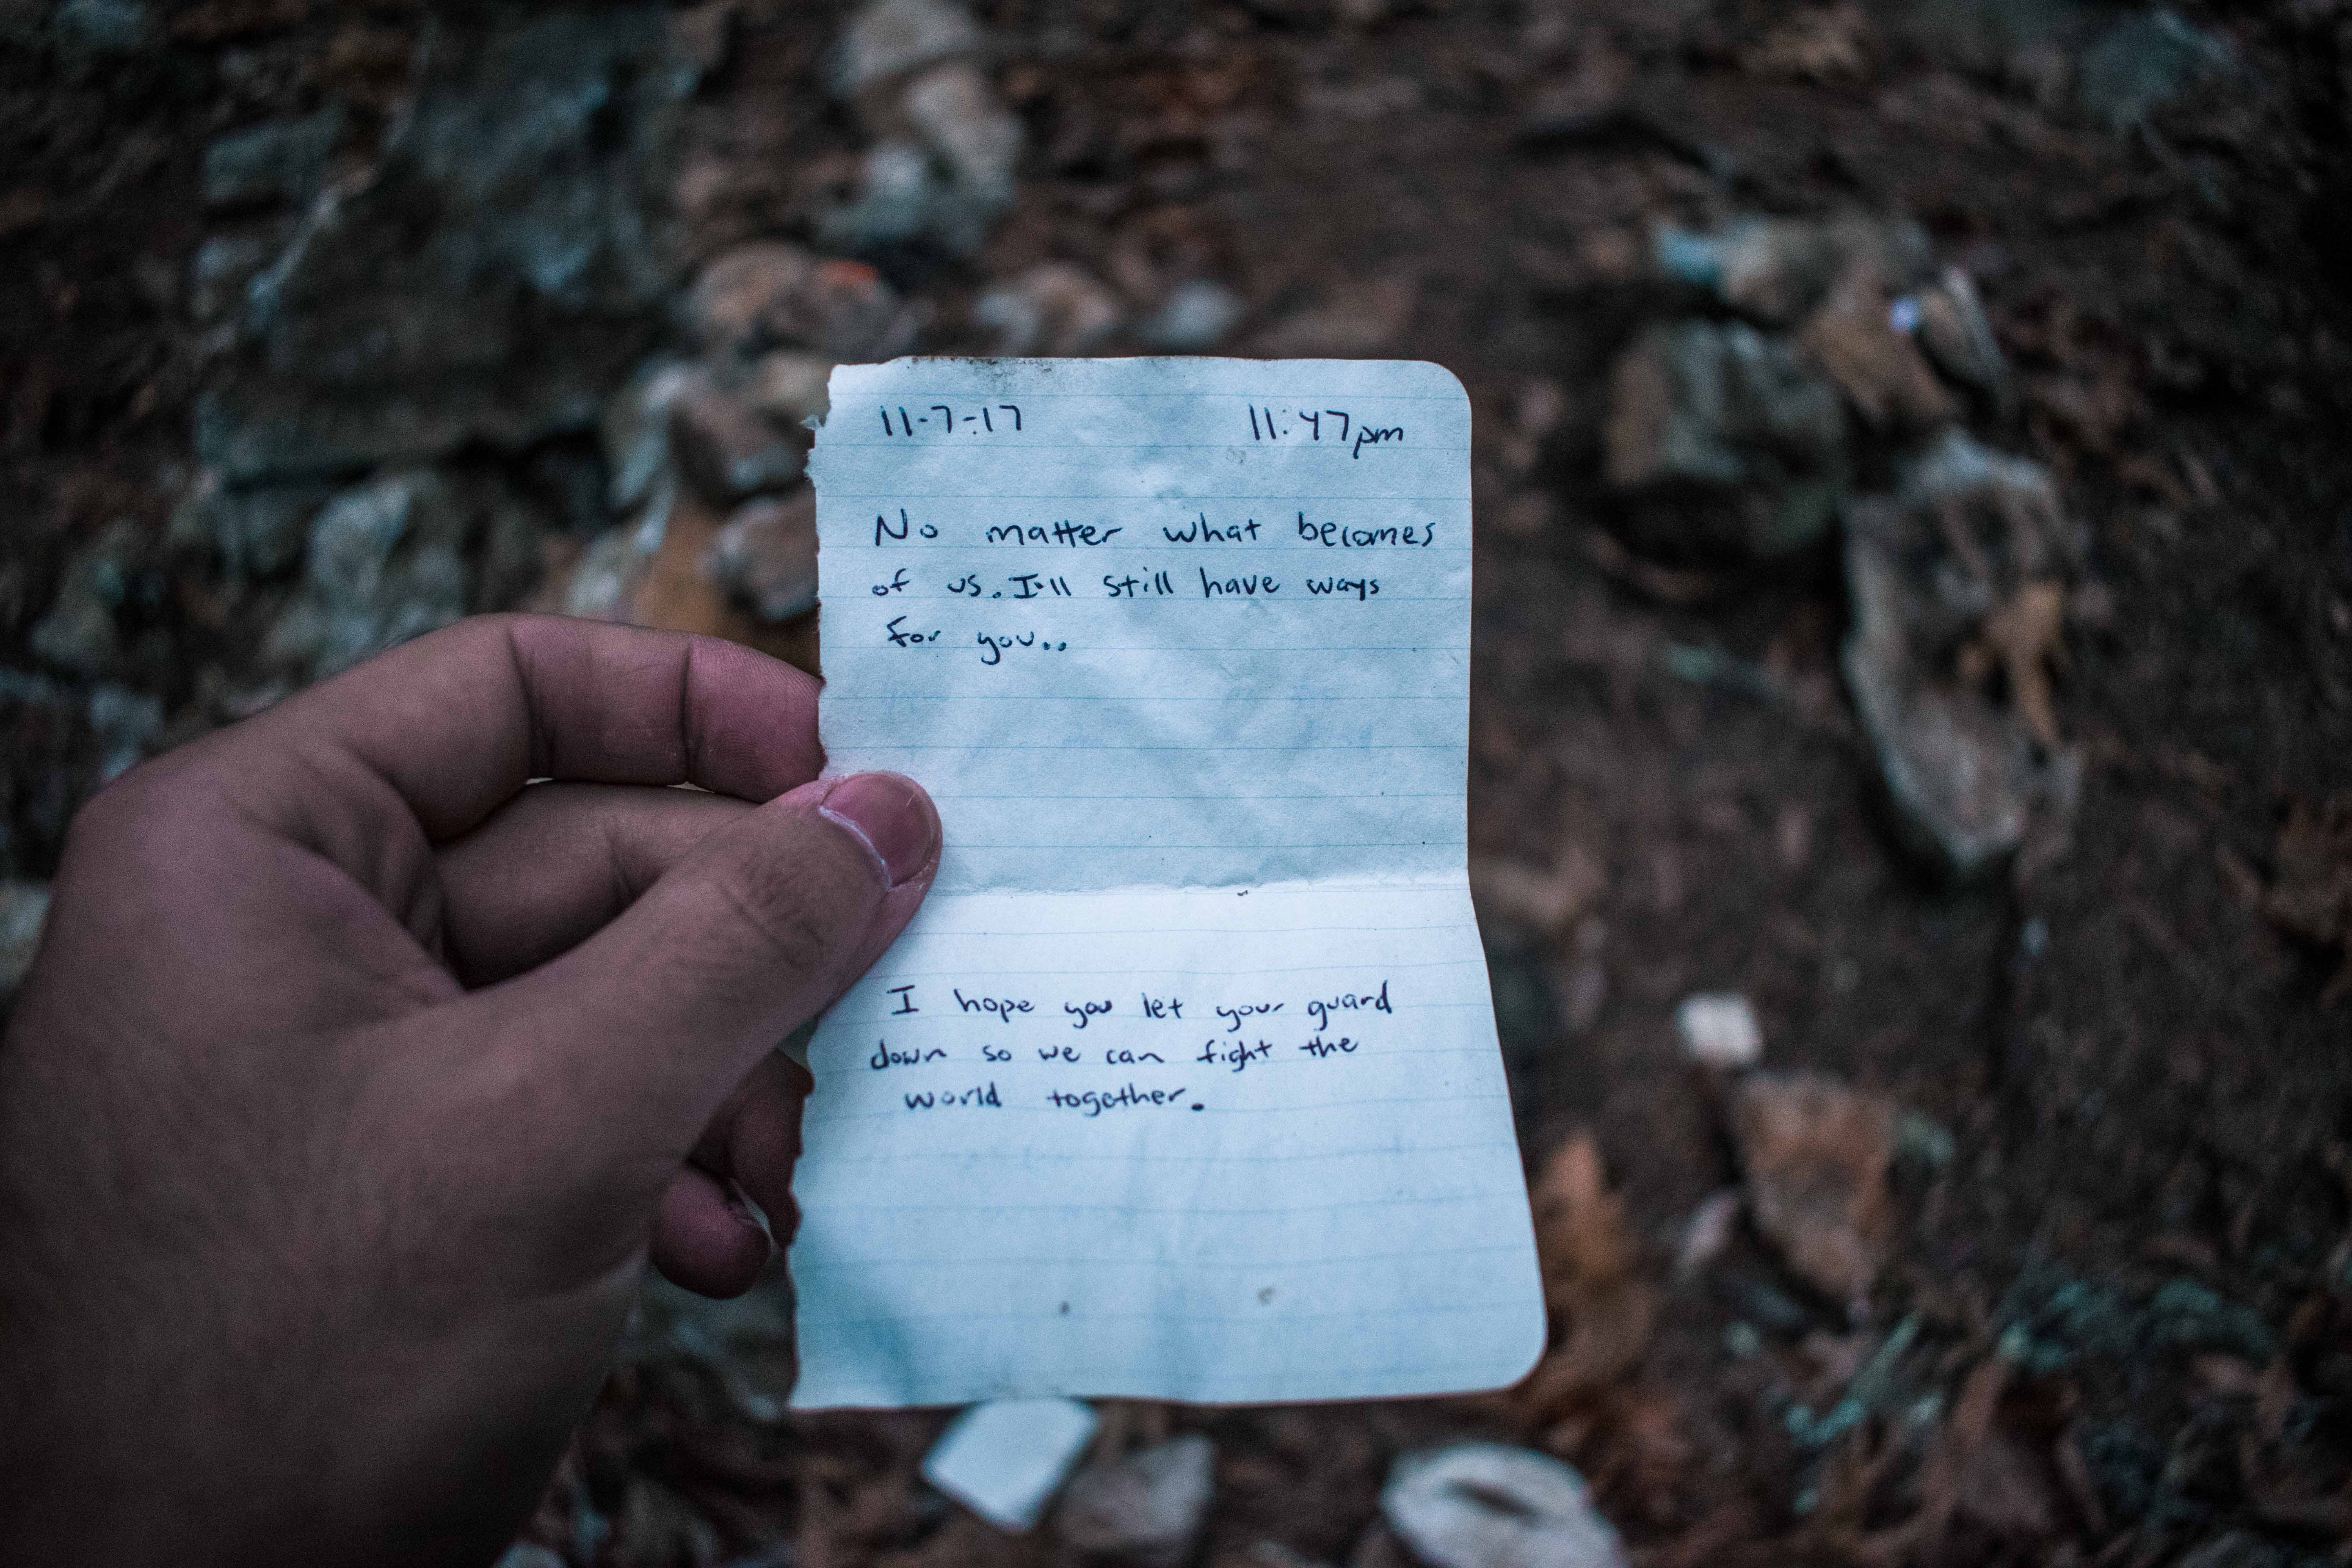 11-7-17 11:47pm
No matter what becomes
of us. I'll still have ways
for you..
I hope you let your guard
down so we can fight the
world together.